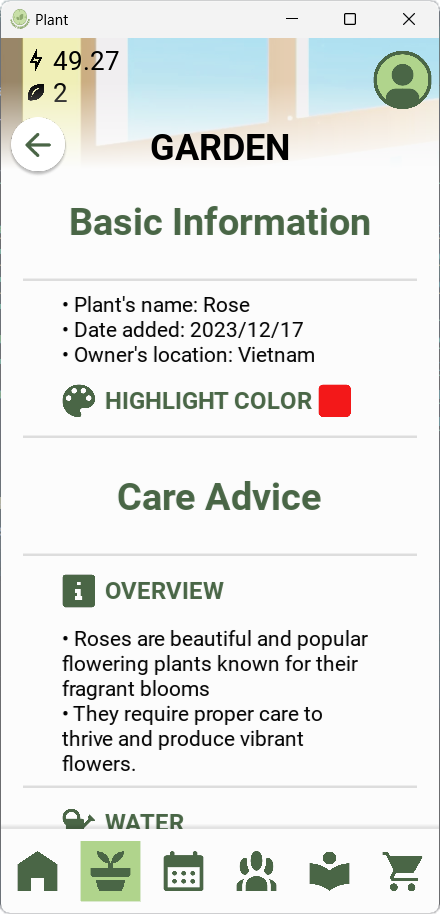 Plant
49.27
2
GARDEN
Basic Information
• Plant's name: Rose
• Date added: 2023/12/17
• Owner's location: Vietnam
HIGHLIGHT COLOR
Care Advice
OVERVIEW
• Roses are beautiful and popular
flowering plants known for their
fragrant blooms
• They require proper care to
thrive and produce vibrant
flowers.
WATER